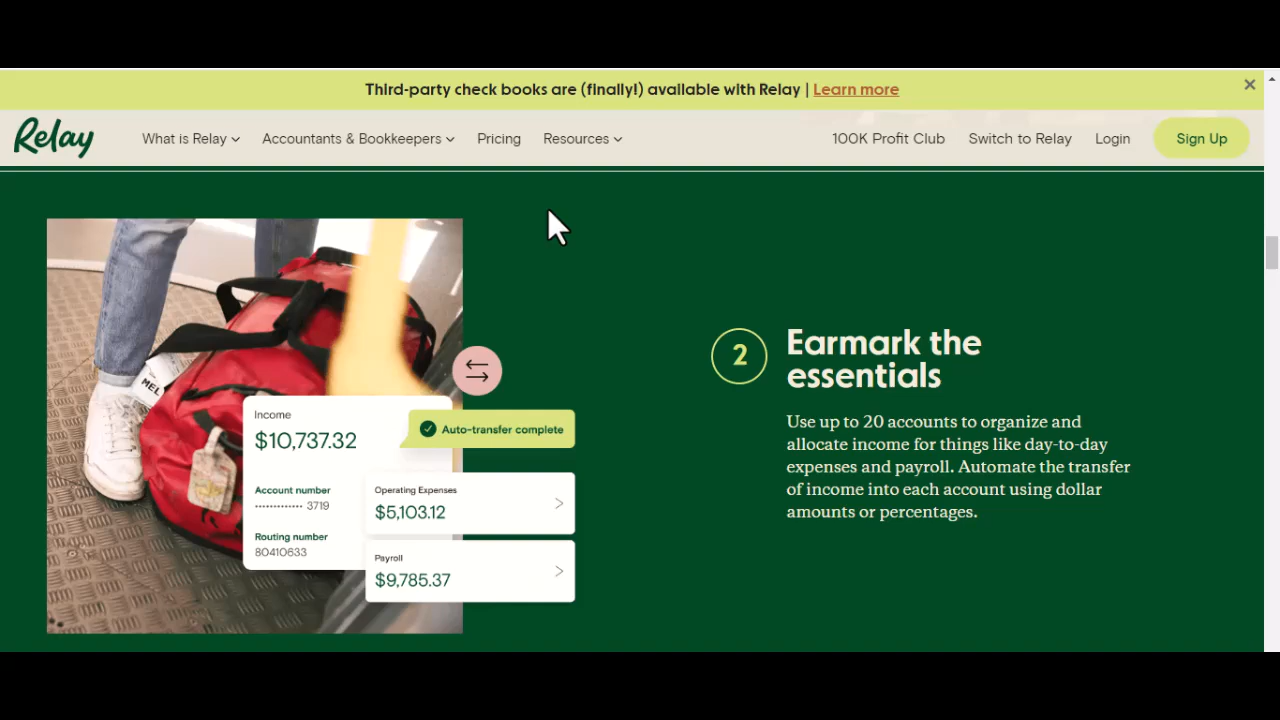 Third-party check books are (finally!) available with Relay | Learn more
Relay
What is Relay
Accountants & Bookkeepers
Pricing
Resources
100K Profit Club
Switch to Relay
Login
Sign Up
MEL
Income
$10,737.32
Auto-transfer complete
Account number
············· 3719
Routing number
80410633
Operating Expenses
$5,103.12
Payroll
$9,785.37
2
Earmark the
essentials
Use up to 20 accounts to organize and
allocate income for things like day-to-day
expenses and payroll. Automate the transfer
of income into each account using dollar
amounts or percentages.